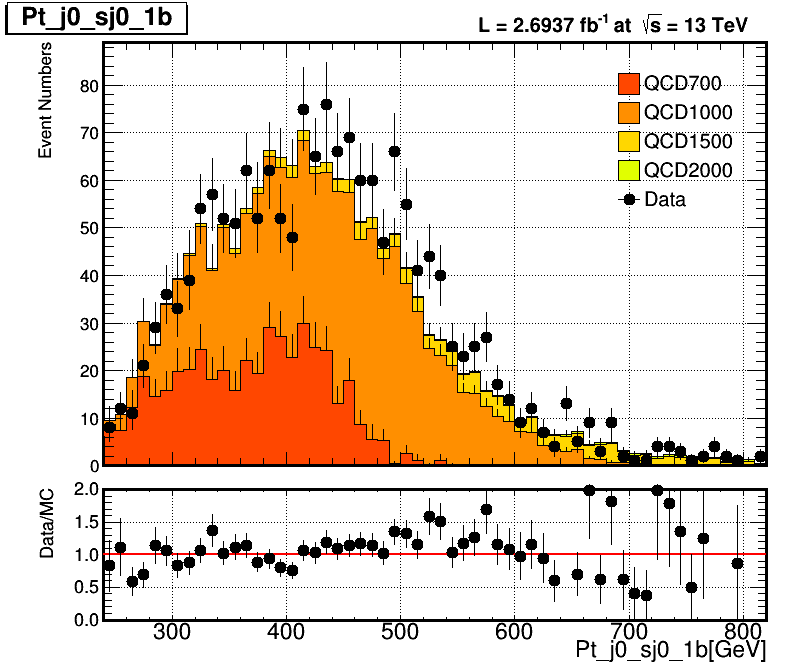 Pt_j0_sj0_1b
L = 2.6937 fb⁻¹ at √s = 13 TeV
Event Numbers
80
70
60
50
40
30
20
10
0
QCD700
QCD1000
QCD1500
QCD2000
Data
Data/MC
2.0
1.5
1.0
0.5
0.0
300 400 500 600 700 800
Pt_j0_sj0_1b[GeV]